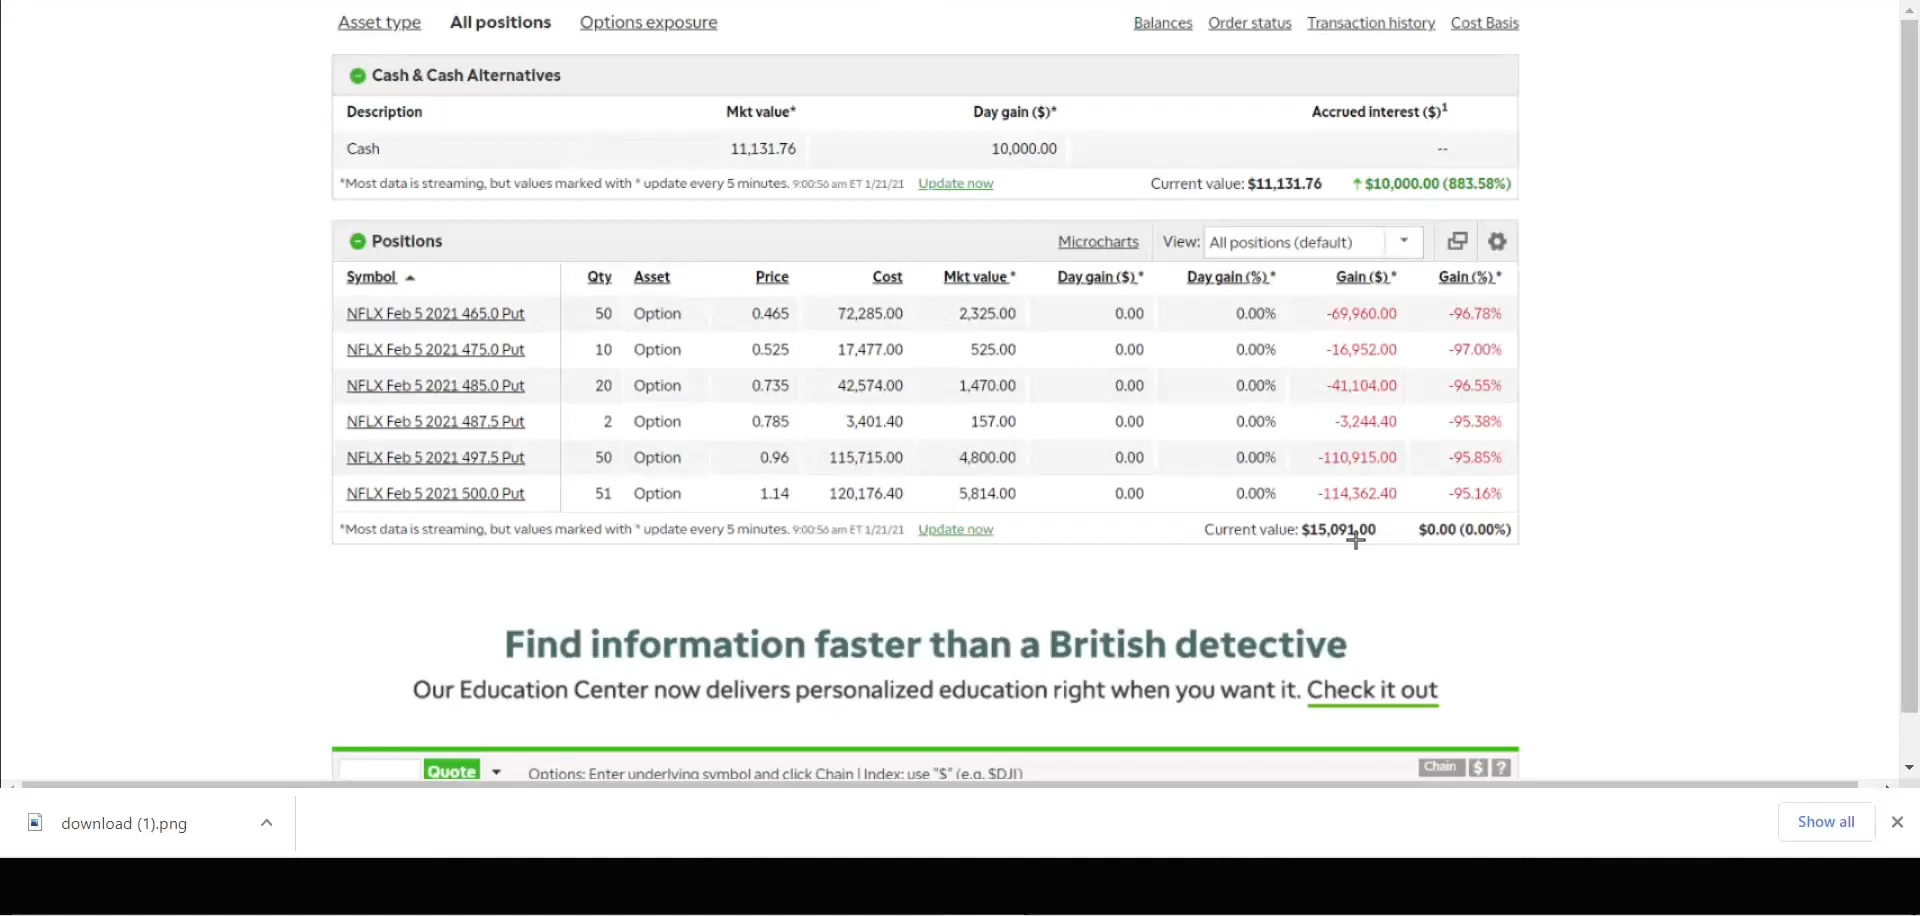 Asset type All positions Options exposure Balances Order status Transaction history Cost Basis
Cash & Cash Alternatives
Description Mkt value* Day gain ($)* Accrued interest ($)1
Cash 11,131.76 10,000.00 --
*Most data is streaming, but values marked with * update every 5 minutes. 9:00:56 am ET 1/21/21 Update now Current value: $11,131.76 ↑$10,000.00 (883.58%)
Positions Microcharts View: All positions (default)
Symbol Qty Asset Price Cost Mkt value * Day gain ($) * Day gain (%) * Gain ($) * Gain (%) *
NFLX Feb 5 2021 465.0 Put 50 Option 0.465 72,285.00 2,325.00 0.00 0.00% -69,960.00 -96.78%
NFLX Feb 5 2021 475.0 Put 10 Option 0.525 17,477.00 525.00 0.00 0.00% -16,952.00 -97.00%
NFLX Feb 5 2021 485.0 Put 20 Option 0.735 42,574.00 1,470.00 0.00 0.00% -41,104.00 -96.55%
NFLX Feb 5 2021 487.5 Put 2 Option 0.785 3,401.40 157.00 0.00 0.00% -3,244.40 -95.38%
NFLX Feb 5 2021 497.5 Put 50 Option 0.96 115,715.00 4,800.00 0.00 0.00% -110,915.00 -95.85%
NFLX Feb 5 2021 500.0 Put 51 Option 1.14 120,176.40 5,814.00 0.00 0.00% -114,362.40 -95.16%
*Most data is streaming, but values marked with * update every 5 minutes. 9:00:56 am ET 1/21/21 Update now Current value: $15,091.00 $0.00 (0.00%)
Find information faster than a British detective
Our Education Center now delivers personalized education right when you want it. Check it out
Quote Options: Enter underlying symbol and click Chain | Index: use "$" (e.g. $DJI) Chain $ ?
download (1).png Show all